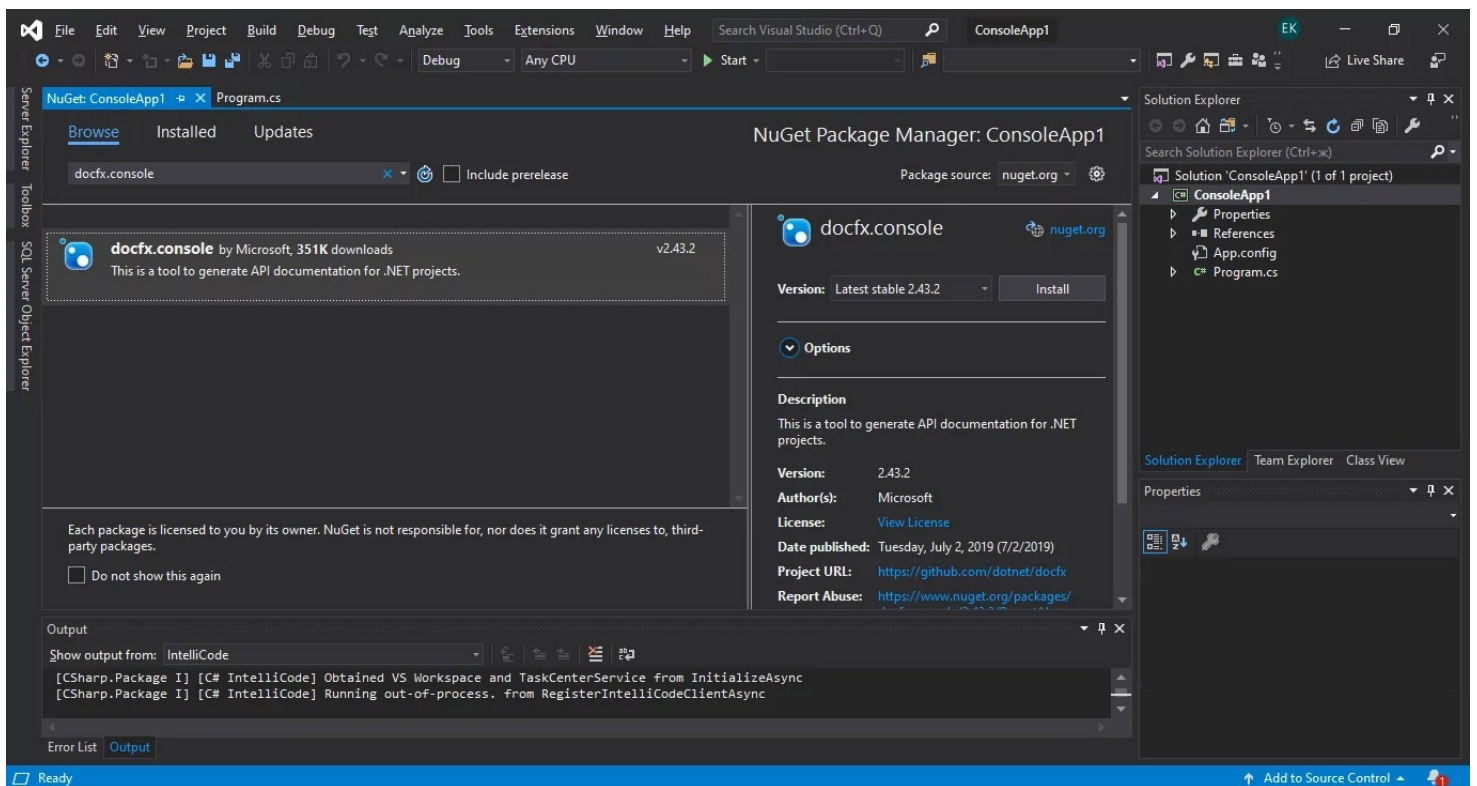 File Edit View Project Build Debug Test Analyze Tools Extensions Window Help Search Visual Studio (Ctrl+Q) ConsoleApp1 EK
Debug Any CPU Start Live Share
Server Explorer
Toolbox
SQL Server Object Explorer
NuGet: ConsoleApp1 Program.cs
Browse Installed Updates
NuGet Package Manager: ConsoleApp1
docfx.console
Include prerelease
Package source: nuget.org
docfx.console by Microsoft, 351K downloads v2.43.2
This is a tool to generate API documentation for .NET projects.
Each package is licensed to you by its owner. NuGet is not responsible for, nor does it grant any licenses to, third-
party packages.
Do not show this again
docfx.console nuget.org
Version: Latest stable 2.43.2 Install
Options
Description
This is a tool to generate API documentation for .NET
projects.
Version: 2.43.2
Author(s): Microsoft
License: View License
Date published: Tuesday, July 2, 2019 (7/2/2019)
Project URL: https://github.com/dotnet/docfx
Report Abuse: https://www.nuget.org/packages/
Solution Explorer
Search Solution Explorer (Ctrl+ж)
Solution 'ConsoleApp1' (1 of 1 project)
C# ConsoleApp1
Properties
References
App.config
C# Program.cs
Solution Explorer Team Explorer Class View
Properties
Output
Show output from: IntelliCode
[CSharp.Package I] [C# IntelliCode] Obtained VS Workspace and TaskCenterService from InitializeAsync
[CSharp.Package I] [C# IntelliCode] Running out-of-process. from RegisterIntelliCodeClientAsync
Error List Output
Ready Add to Source Control 1